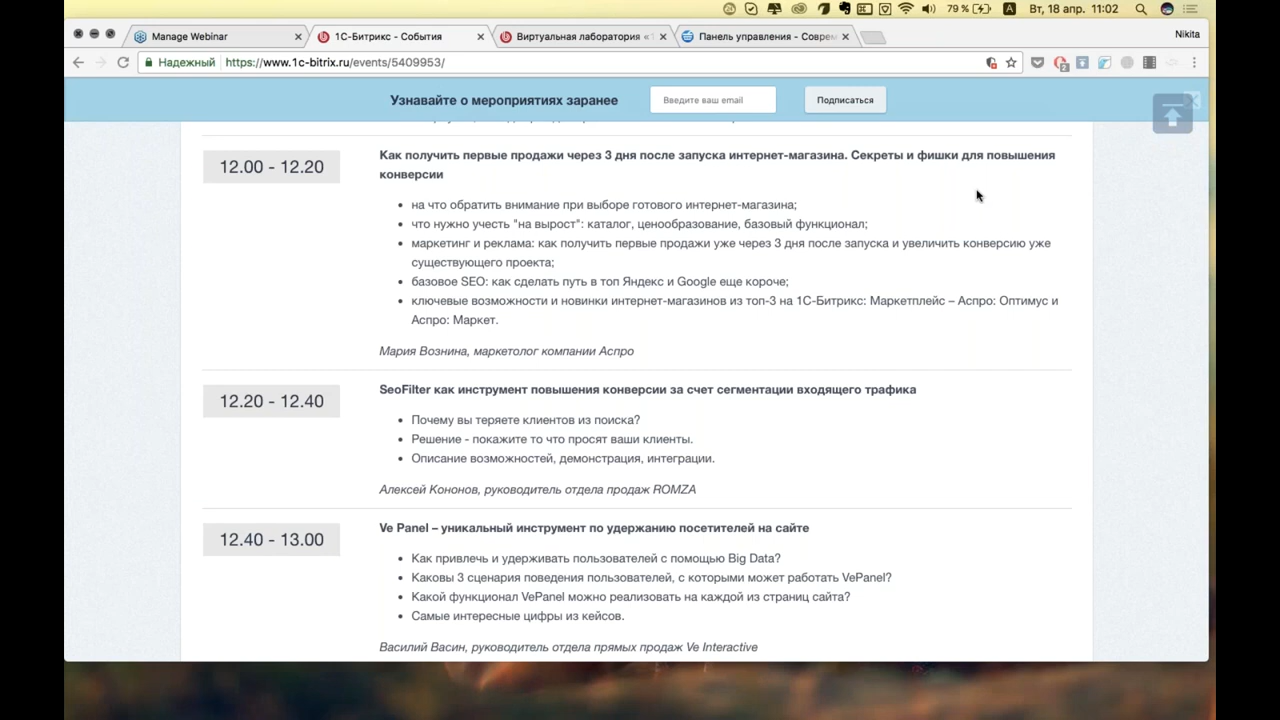 79 %
A
Вт, 18 апр. 11:02
Manage Webinar
1С-Битрикс - События
Виртуальная лаборатория «1
Панель управления - Соврем
Nikita
Надежный
https://www.1c-bitrix.ru/events/5409953/
2
Узнавайте о мероприятиях заранее
Введите ваш email
Подписаться
12.00 - 12.20
Как получить первые продажи через 3 дня после запуска интернет-магазина. Секреты и фишки для повышения
конверсии
на что обратить внимание при выборе готового интернет-магазина;
что нужно учесть "на вырост": каталог, ценообразование, базовый функционал;
маркетинг и реклама: как получить первые продажи уже через 3 дня после запуска и увеличить конверсию уже
существующего проекта;
базовое SEO: как сделать путь в топ Яндекс и Google еще короче;
ключевые возможности и новинки интернет-магазинов из топ-3 на 1С-Битрикс: Маркетплейс – Аспро: Оптимус и
Аспро: Маркет.
Мария Вознина, маркетолог компании Аспро
12.20 - 12.40
SeoFilter как инструмент повышения конверсии за счет сегментации входящего трафика
Почему вы теряете клиентов из поиска?
Решение - покажите то что просят ваши клиенты.
Описание возможностей, демонстрация, интеграции.
Алексей Кононов, руководитель отдела продаж ROMZA
12.40 - 13.00
Ve Panel – уникальный инструмент по удержанию посетителей на сайте
Как привлечь и удерживать пользователей с помощью Big Data?
Каковы 3 сценария поведения пользователей, с которыми может работать VePanel?
Какой функционал VePanel можно реализовать на каждой из страниц сайта?
Самые интересные цифры из кейсов.
Василий Васин, руководитель отдела прямых продаж Ve Interactive